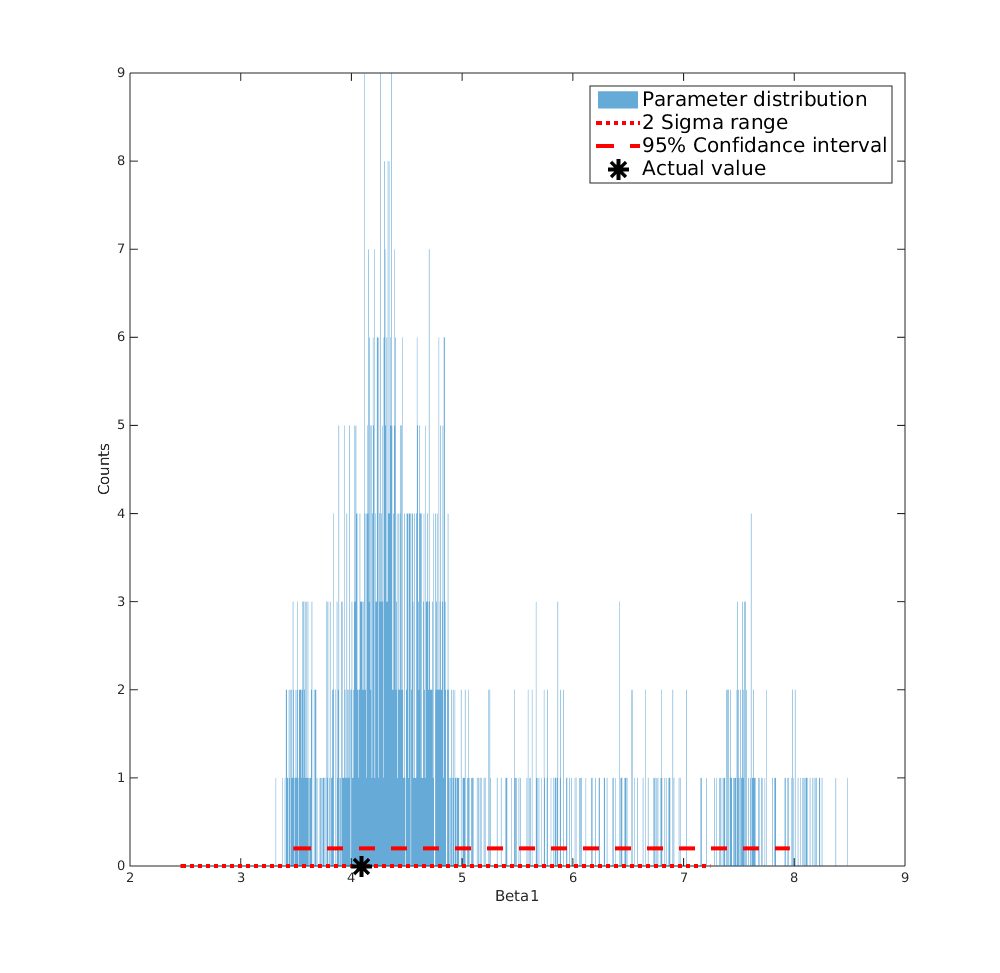 Parameter distribution
2 Sigma range
95% Confidance interval
Actual value
9
8
7
6
5
4
3
2
1
0
Counts
2 3 4 5 6 7 8 9
Beta1